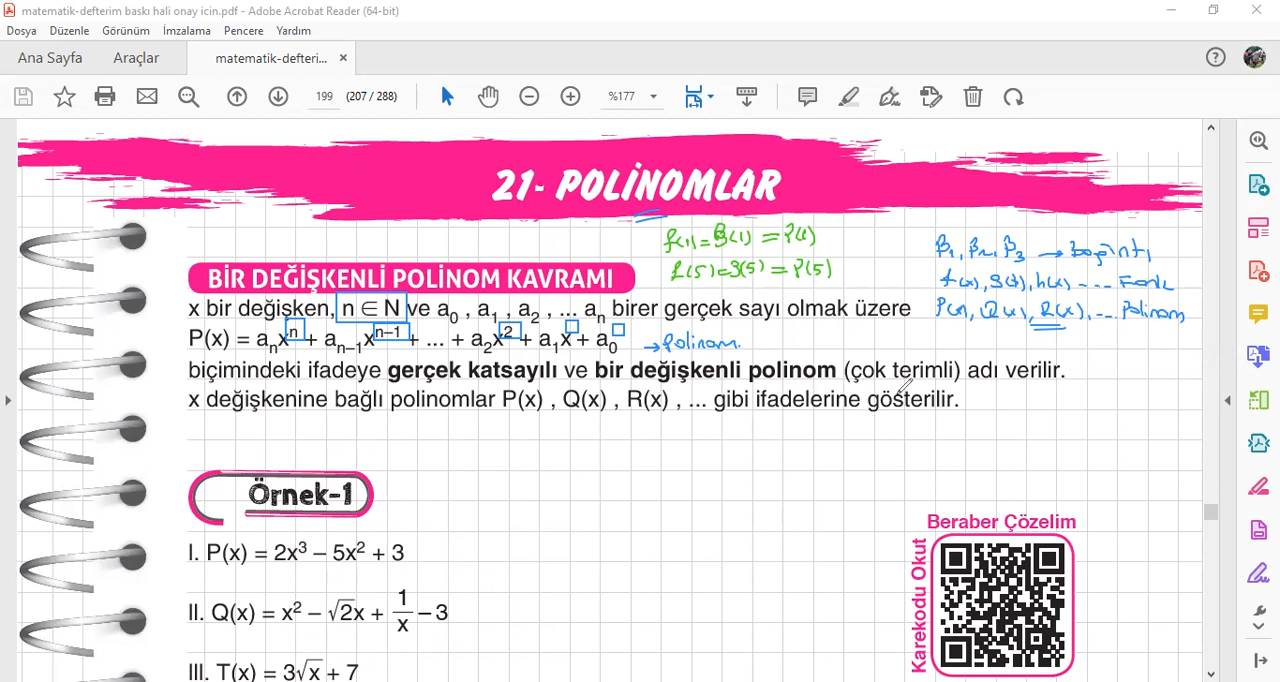 matematik-defterim baskı hali onay icin.pdf - Adobe Acrobat Reader (64-bit)
Dosya Düzenle Görünüm İmzalama Pencere Yardım
Ana Sayfa Araçlar matematik-defteri... ×
199 (207 / 288) %177
21- POLİNOMLAR
f(1) = g(1) = P(1)
f(5) = g(5) = P(5)
β1, β2, β3 → Bağıntı
f(x), g(x), h(x) ---- Fonk
P(x), Q(x), R(x), -.. Polinom
BİR DEĞİŞKENLİ POLİNOM KAVRAMI
x bir değişken, n ∈ N ve a₀ , a₁ , a₂ , ... aₙ birer gerçek sayı olmak üzere
P(x) = aₙxⁿ + aₙ₋₁xⁿ⁻¹ + ... + a₂x² + a₁x + a₀ → Polinom.
biçimindeki ifadeye gerçek katsayılı ve bir değişkenli polinom (çok terimli) adı verilir.
x değişkenine bağlı polinomlar P(x) , Q(x) , R(x) , ... gibi ifadelerine gösterilir.
Örnek-1
I. P(x) = 2x³ – 5x² + 3
II. Q(x) = x² – √2x + 1/x – 3
III. T(x) = 3√x + 7
Beraber Çözelim
Karekodu Okut